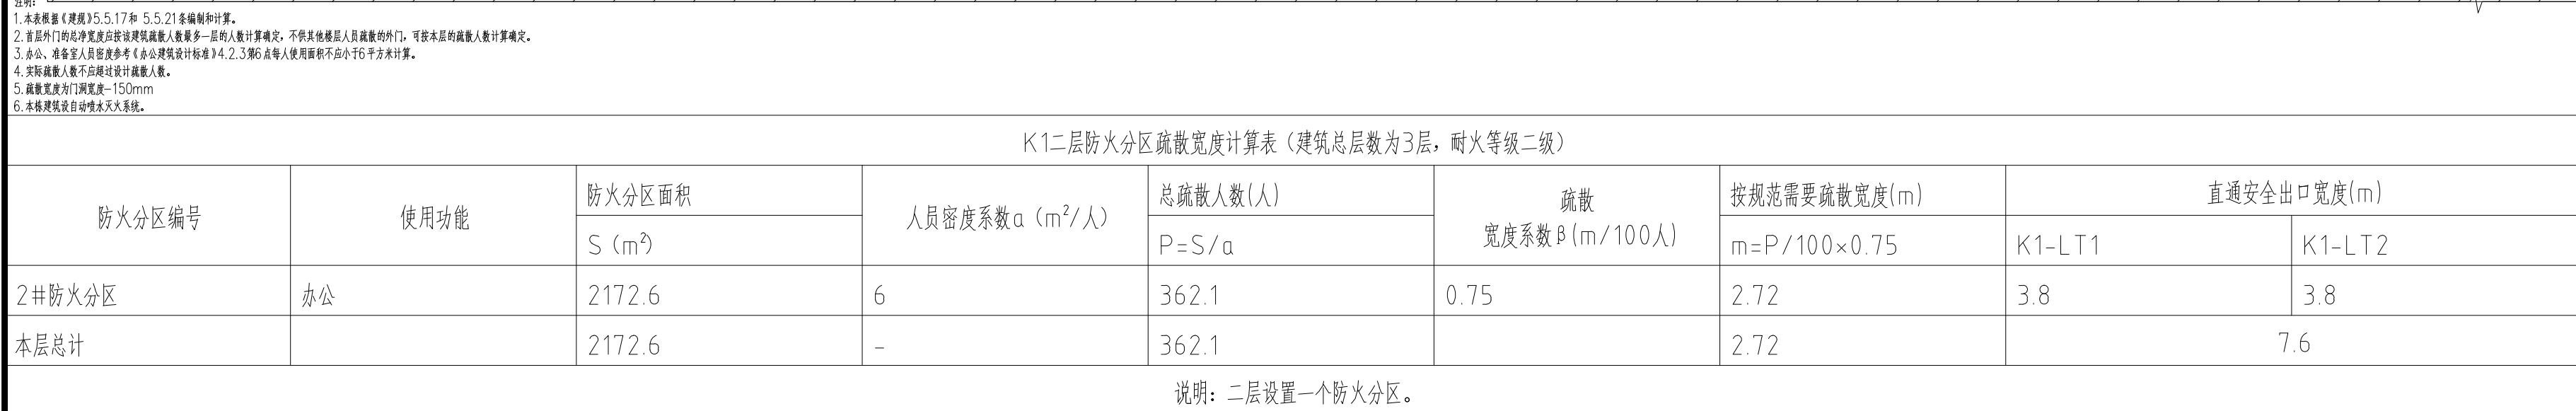 注明：
1.本表根据《建规》5.5.17和 5.5.21条编制和计算。
2.首层外门的总净宽度应按该建筑疏散人数最多一层的人数计算确定，不供其他楼层人员疏散的外门，可按本层的疏散人数计算确定。
3.办公、准备室人员密度参考《办公建筑设计标准》4.2.3第6点每人使用面积不应小于6平方米计算。
4.实际疏散人数不应超过设计疏散人数。
5.疏散宽度为门洞宽度-150mm
6.本栋建筑设自动喷水灭火系统。
K1二层防火分区疏散宽度计算表（建筑总层数为3层，耐火等级二级）
防火分区编号 使用功能 防火分区面积 人员密度系数a（m²/人） 总疏散人数(人) 疏散 按规范需要疏散宽度(m) 直通安全出口宽度(m)
S（m²） P=S/a 宽度系数β(m/100人) m=P/100×0.75 K1-LT1 K1-LT2
2#防火分区 办公 2172.6 6 362.1 0.75 2.72 3.8 3.8
本层总计 2172.6 - 362.1 2.72 7.6
说明：二层设置一个防火分区。